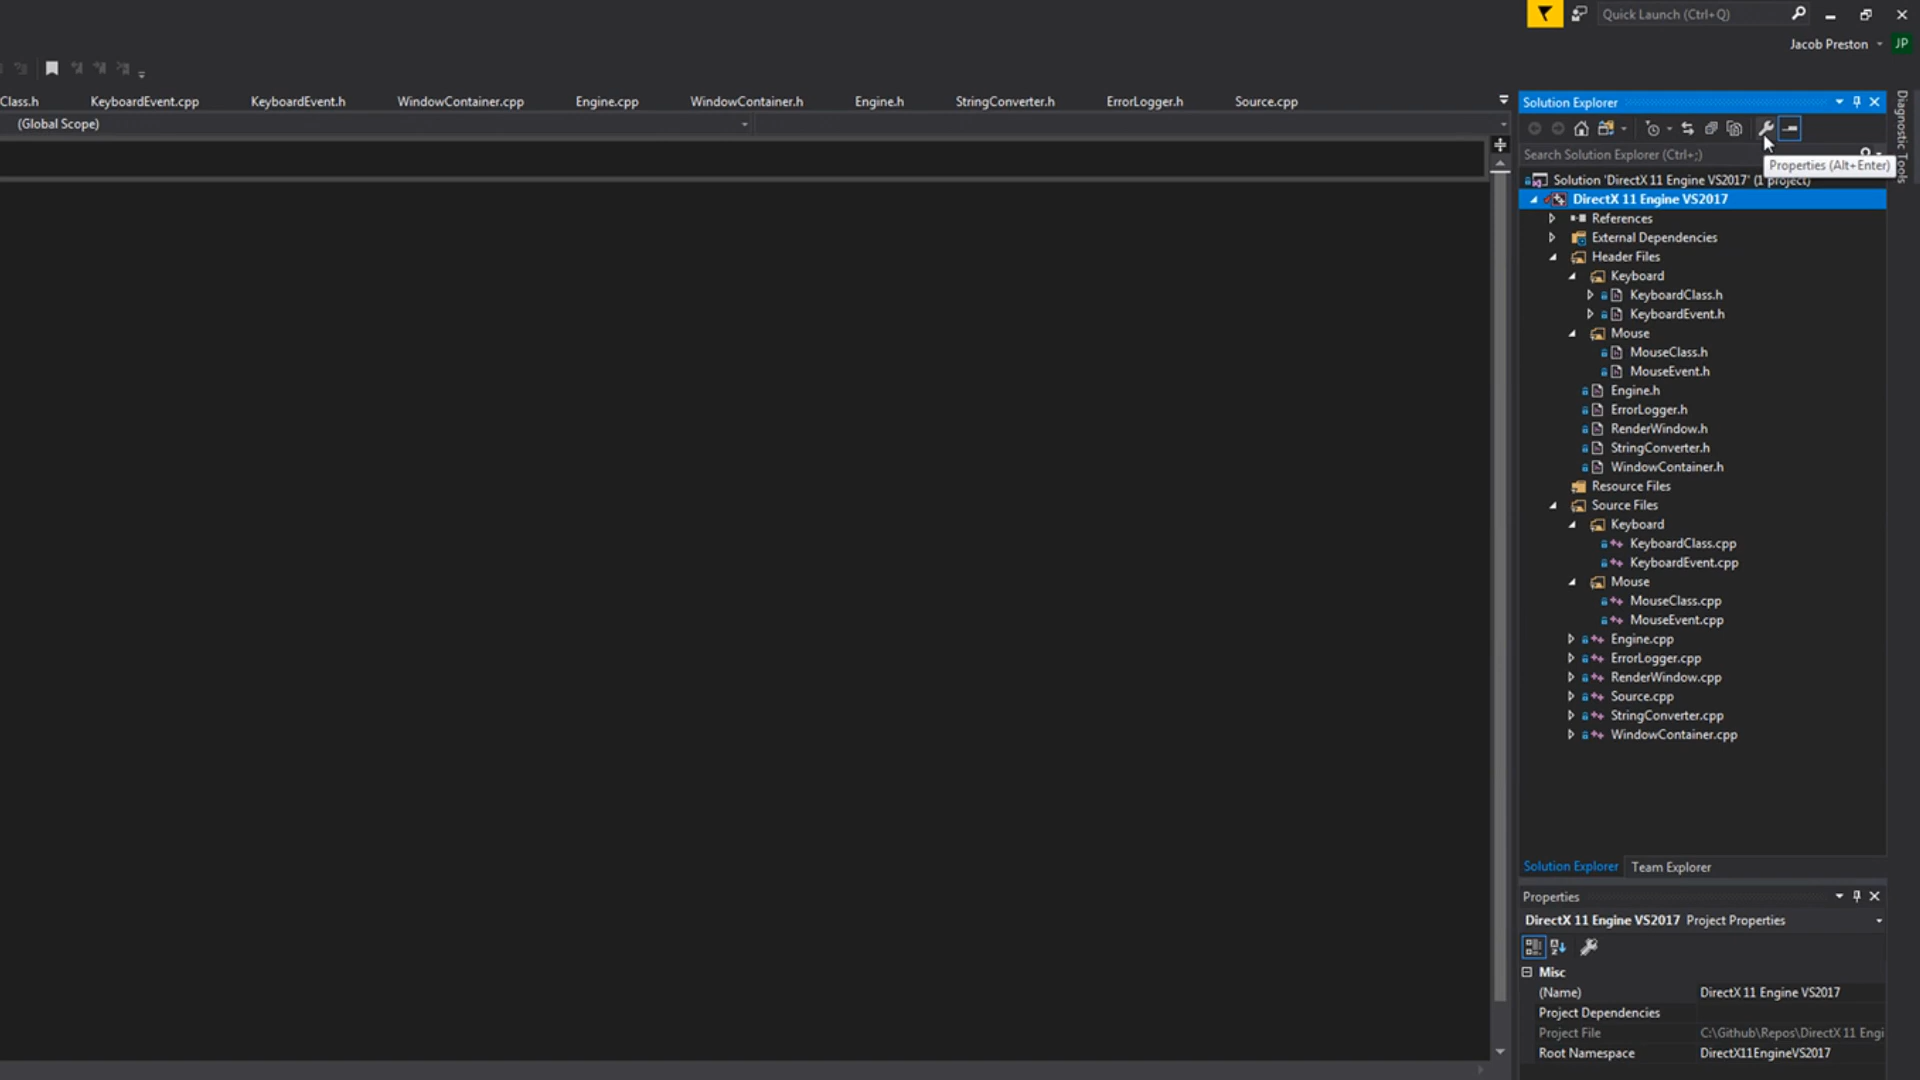 Quick Launch (Ctrl+Q)
Jacob Preston
JP
Class.h
KeyboardEvent.cpp
KeyboardEvent.h
WindowContainer.cpp
Engine.cpp
WindowContainer.h
Engine.h
StringConverter.h
ErrorLogger.h
Source.cpp
(Global Scope)
Solution Explorer
Diagnostic Tools
Search Solution Explorer (Ctrl+;)
Properties (Alt+Enter)
Solution 'DirectX 11 Engine VS2017' (1 project)
DirectX 11 Engine VS2017
References
External Dependencies
Header Files
Keyboard
KeyboardClass.h
KeyboardEvent.h
Mouse
MouseClass.h
MouseEvent.h
Engine.h
ErrorLogger.h
RenderWindow.h
StringConverter.h
WindowContainer.h
Resource Files
Source Files
Keyboard
KeyboardClass.cpp
KeyboardEvent.cpp
Mouse
MouseClass.cpp
MouseEvent.cpp
Engine.cpp
ErrorLogger.cpp
RenderWindow.cpp
Source.cpp
StringConverter.cpp
WindowContainer.cpp
Solution Explorer
Team Explorer
Properties
DirectX 11 Engine VS2017 Project Properties
Misc
(Name) DirectX 11 Engine VS2017
Project Dependencies
Project File C:\Github\Repos\DirectX 11 Engi
Root Namespace DirectX11EngineVS2017